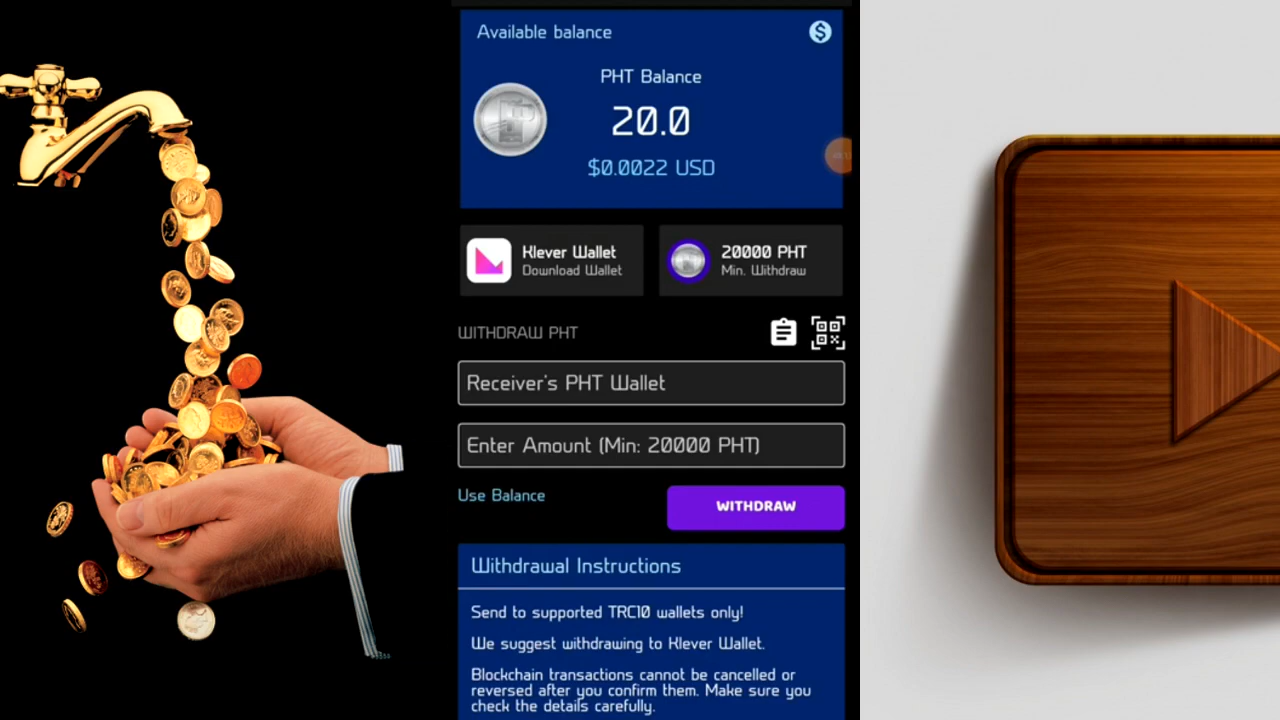 Available balance
$
PHT Balance
20.0
$0.0022 USD
Klever Wallet
Download Wallet
20000 PHT
Min. Withdraw
WITHDRAW PHT
Receiver's PHT Wallet
Enter Amount (Min: 20000 PHT)
Use Balance
WITHDRAW
Withdrawal Instructions
Send to supported TRC10 wallets only!
We suggest withdrawing to Klever Wallet.
Blockchain transactions cannot be cancelled or
reversed after you confirm them. Make sure you
check the details carefully.